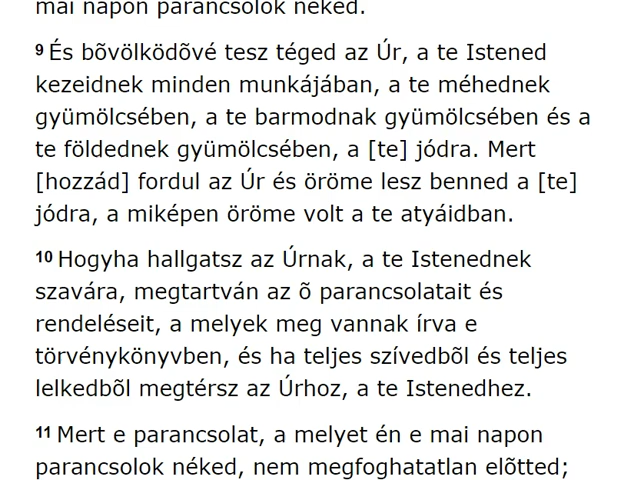 mai napon parancsolok néked.
9 És bõvölködõvé tesz téged az Úr, a te Istened
kezeidnek minden munkájában, a te méhednek
gyümölcsében, a te barmodnak gyümölcsében és a
te földednek gyümölcsében, a [te] jódra. Mert
[hozzád] fordul az Úr és öröme lesz benned a [te]
jódra, a miképen öröme volt a te atyáidban.
10 Hogyha hallgatsz az Úrnak, a te Istenednek
szavára, megtartván az õ parancsolatait és
rendeléseit, a melyek meg vannak írva e
törvénykönyvben, és ha teljes szívedbõl és teljes
lelkedbõl megtérsz az Úrhoz, a te Istenedhez.
11 Mert e parancsolat, a melyet én e mai napon
parancsolok néked, nem megfoghatatlan elõtted;